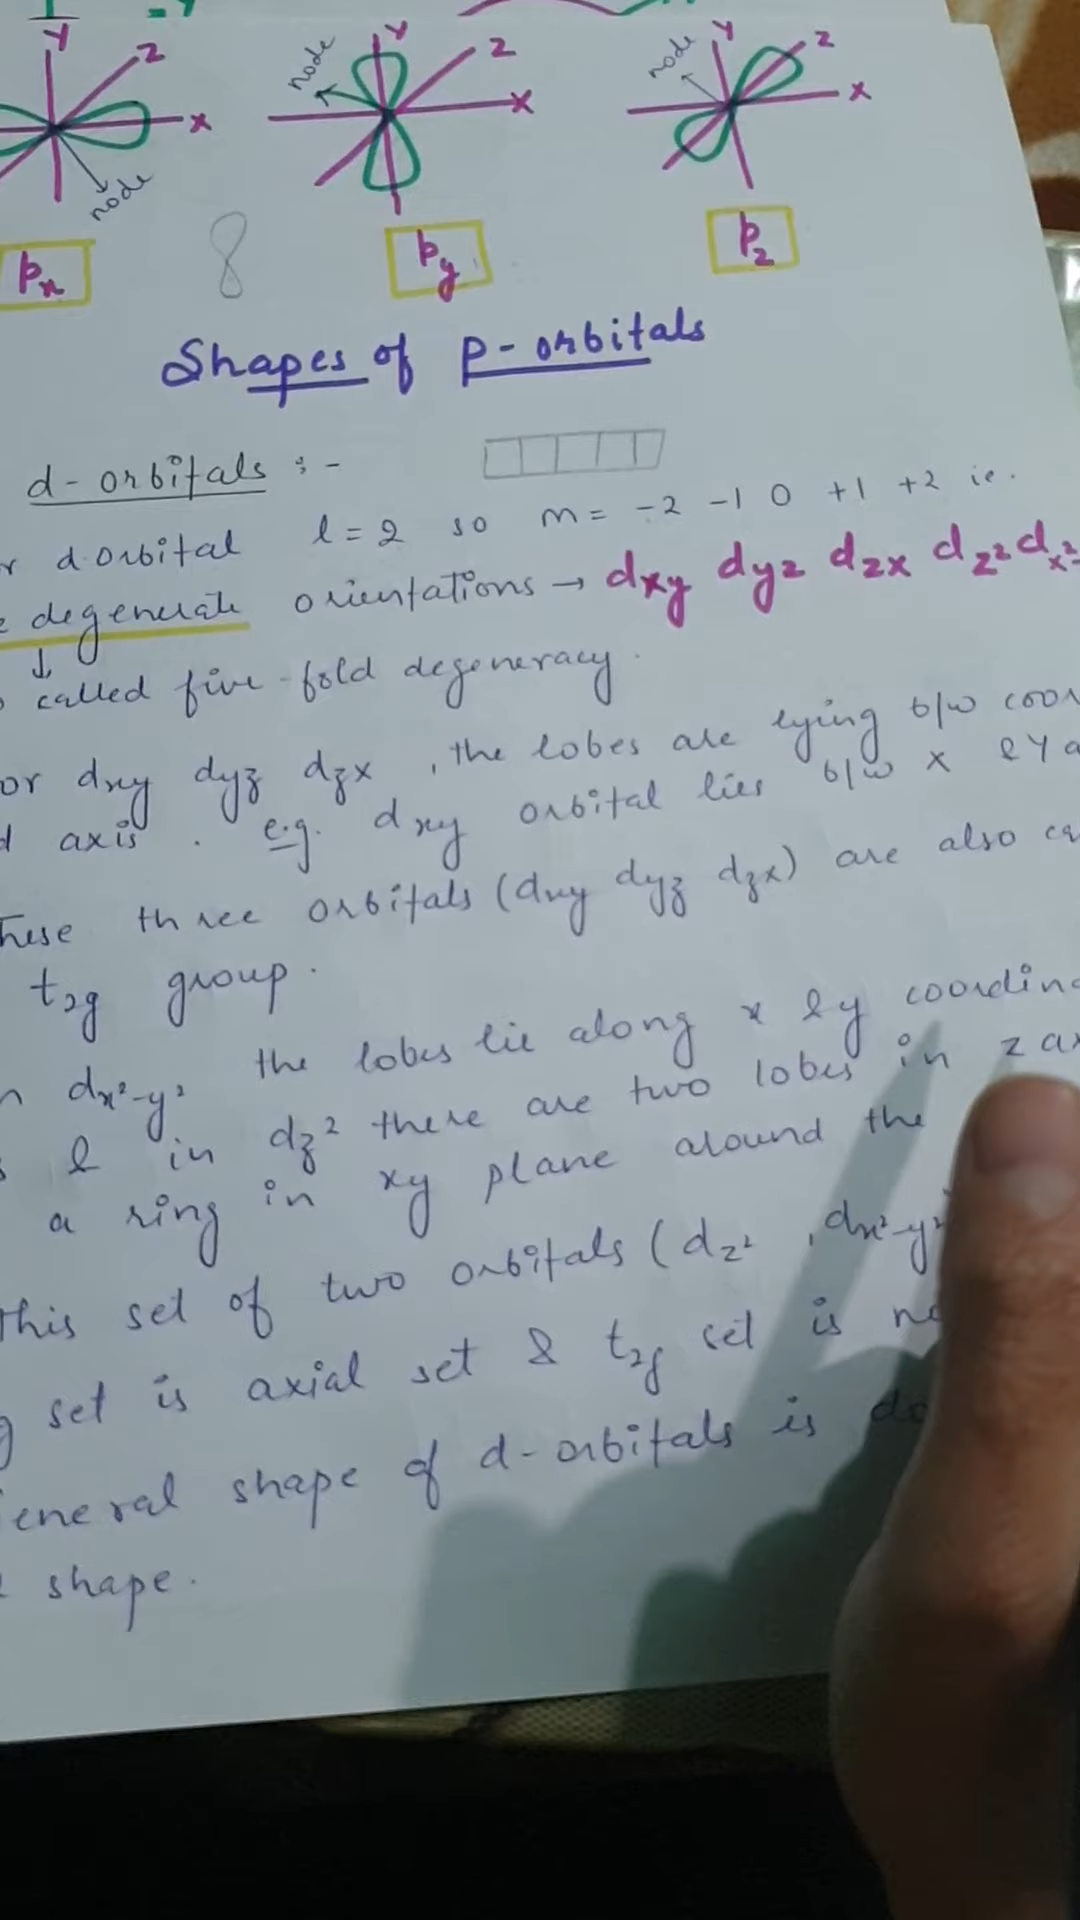 Y Z X node
node Y Z X
node Y Z X
px py pz
Shapes of p-orbitals
d-orbitals :-
d orbital l = 2 so m = -2 -1 0 +1 +2 ie.
degenerate orientations → dxy dyz dzx dz² dx²-
called five-fold degeneracy.
or dxy dyz dzx, the lobes are lying b/w
axis. e.g. dxy orbital lies b/w x & y
These three orbitals (dxy dyz dzx) are also
t2g group.
dx²-y² the lobes lie along x & y
& in dz² there are two lobes in z
a ring in xy plane around the
this set of two orbitals (dz², dx²-y²
set is axial set & t2g set is
General shape of d-orbitals is
shape.